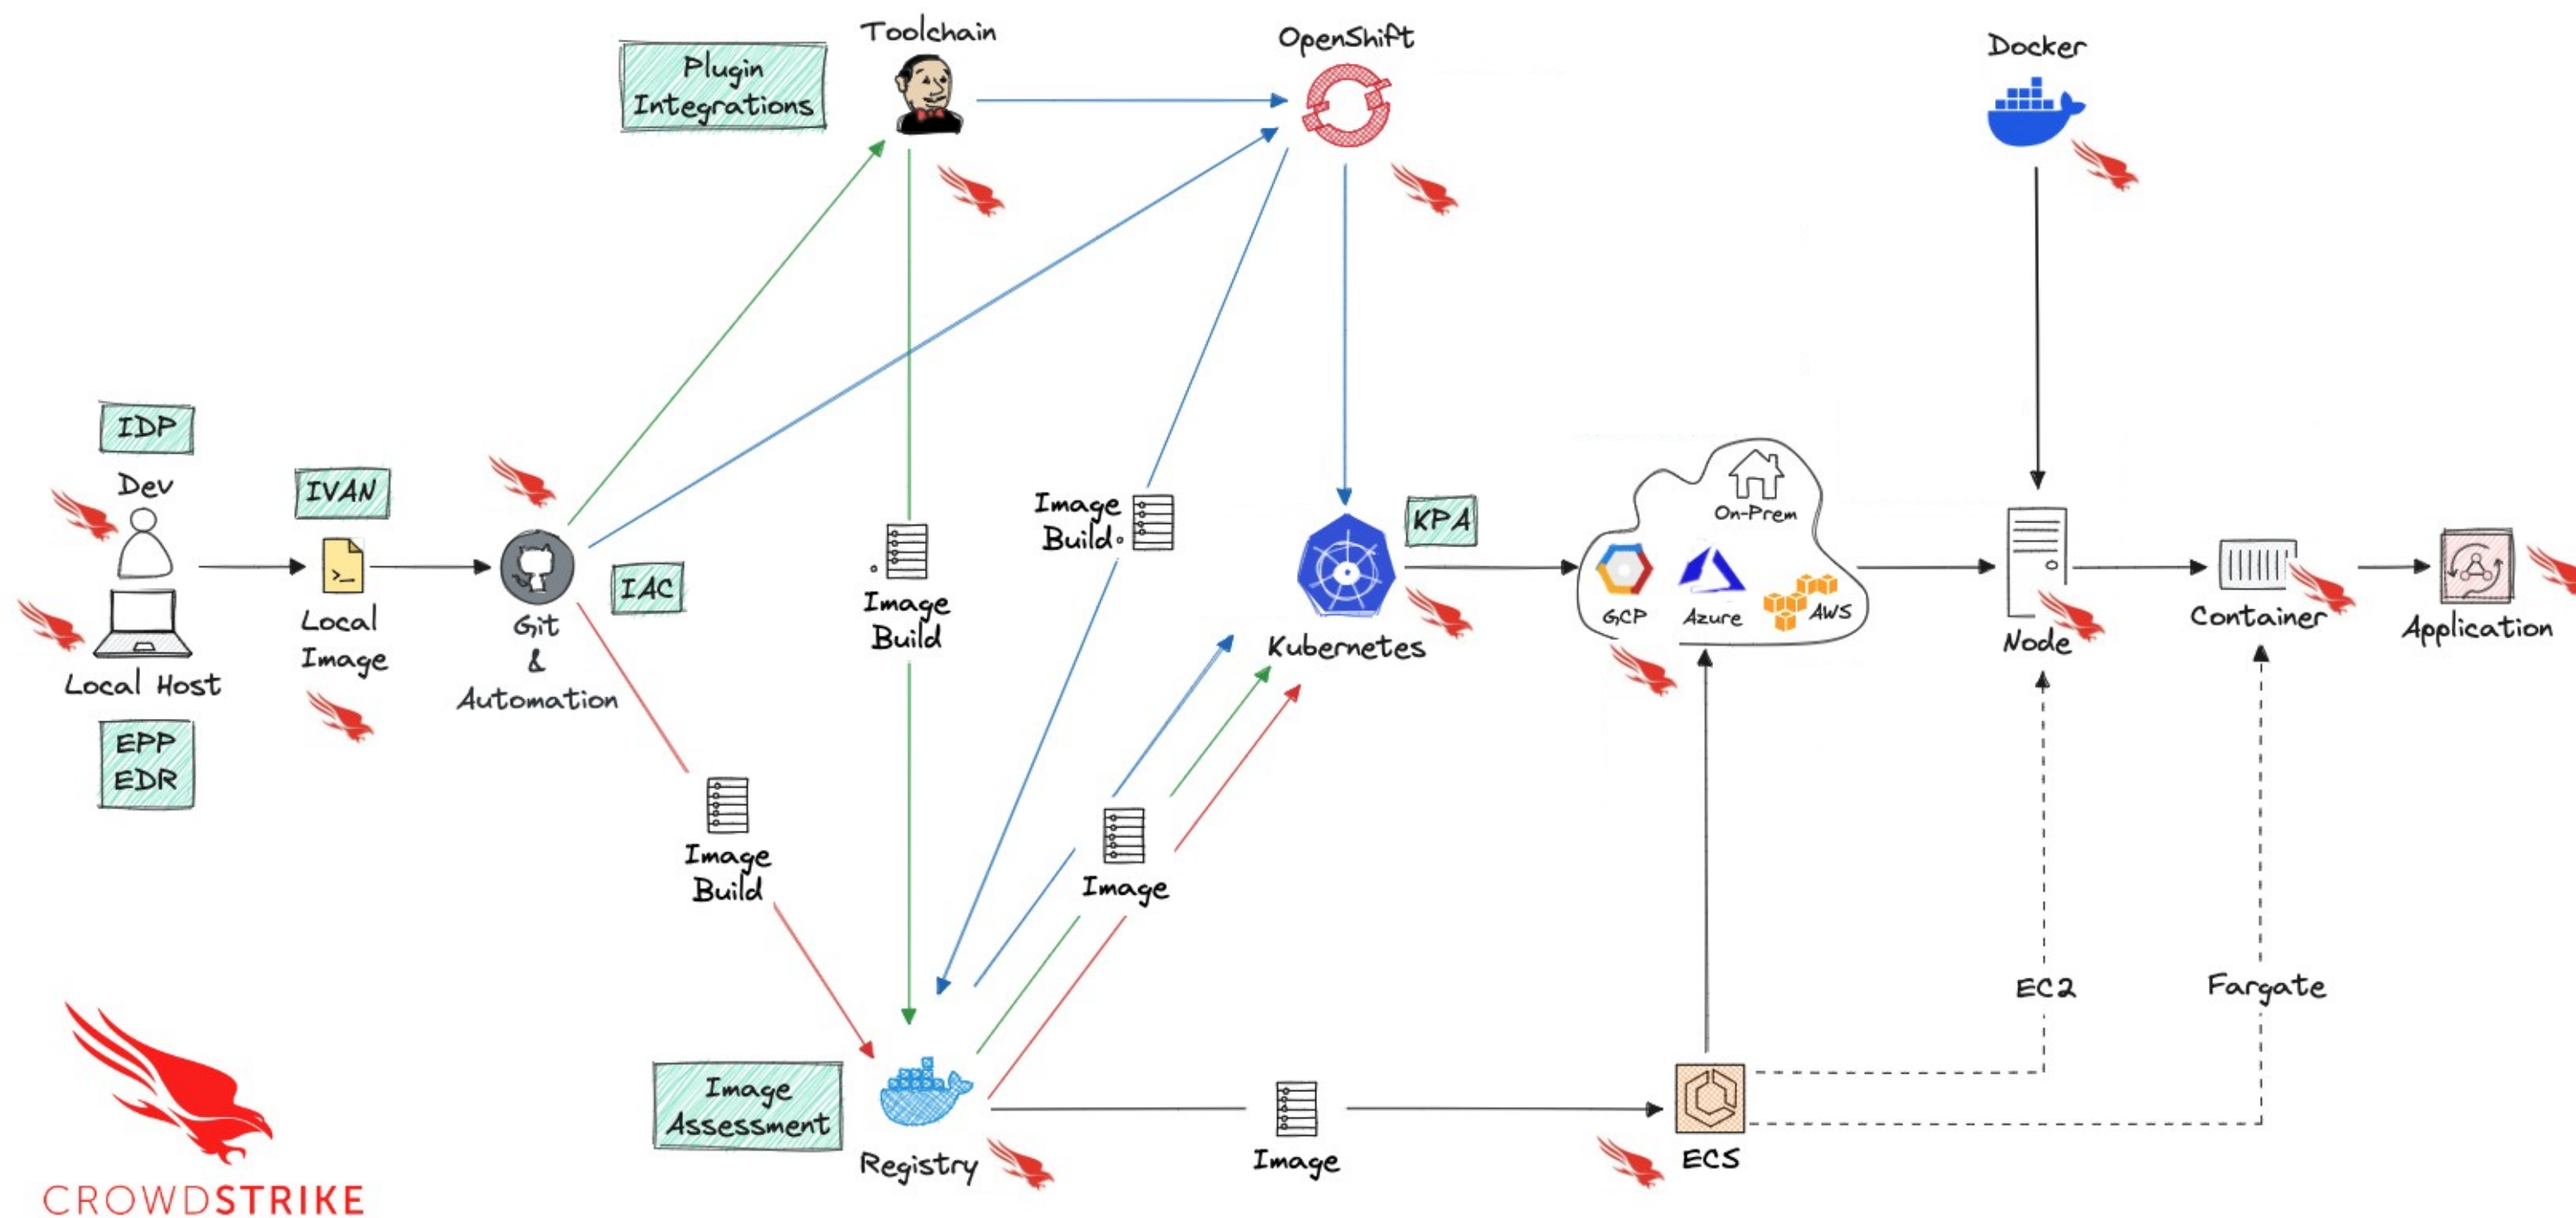 Toolchain
OpenShift
Docker
Plugin
Integrations
IDP
Dev
Local Host
EPP
EDR
IVAN
Local
Image
Git
&
Automation
IAC
Image
Build
Image
Build
Image
Build
Image
Kubernetes
KPA
On-Prem
GCP
Azure
AWS
Node
Container
Application
EC2
Fargate
Image
Assessment
Registry
Image
ECS
CROWDSTRIKE